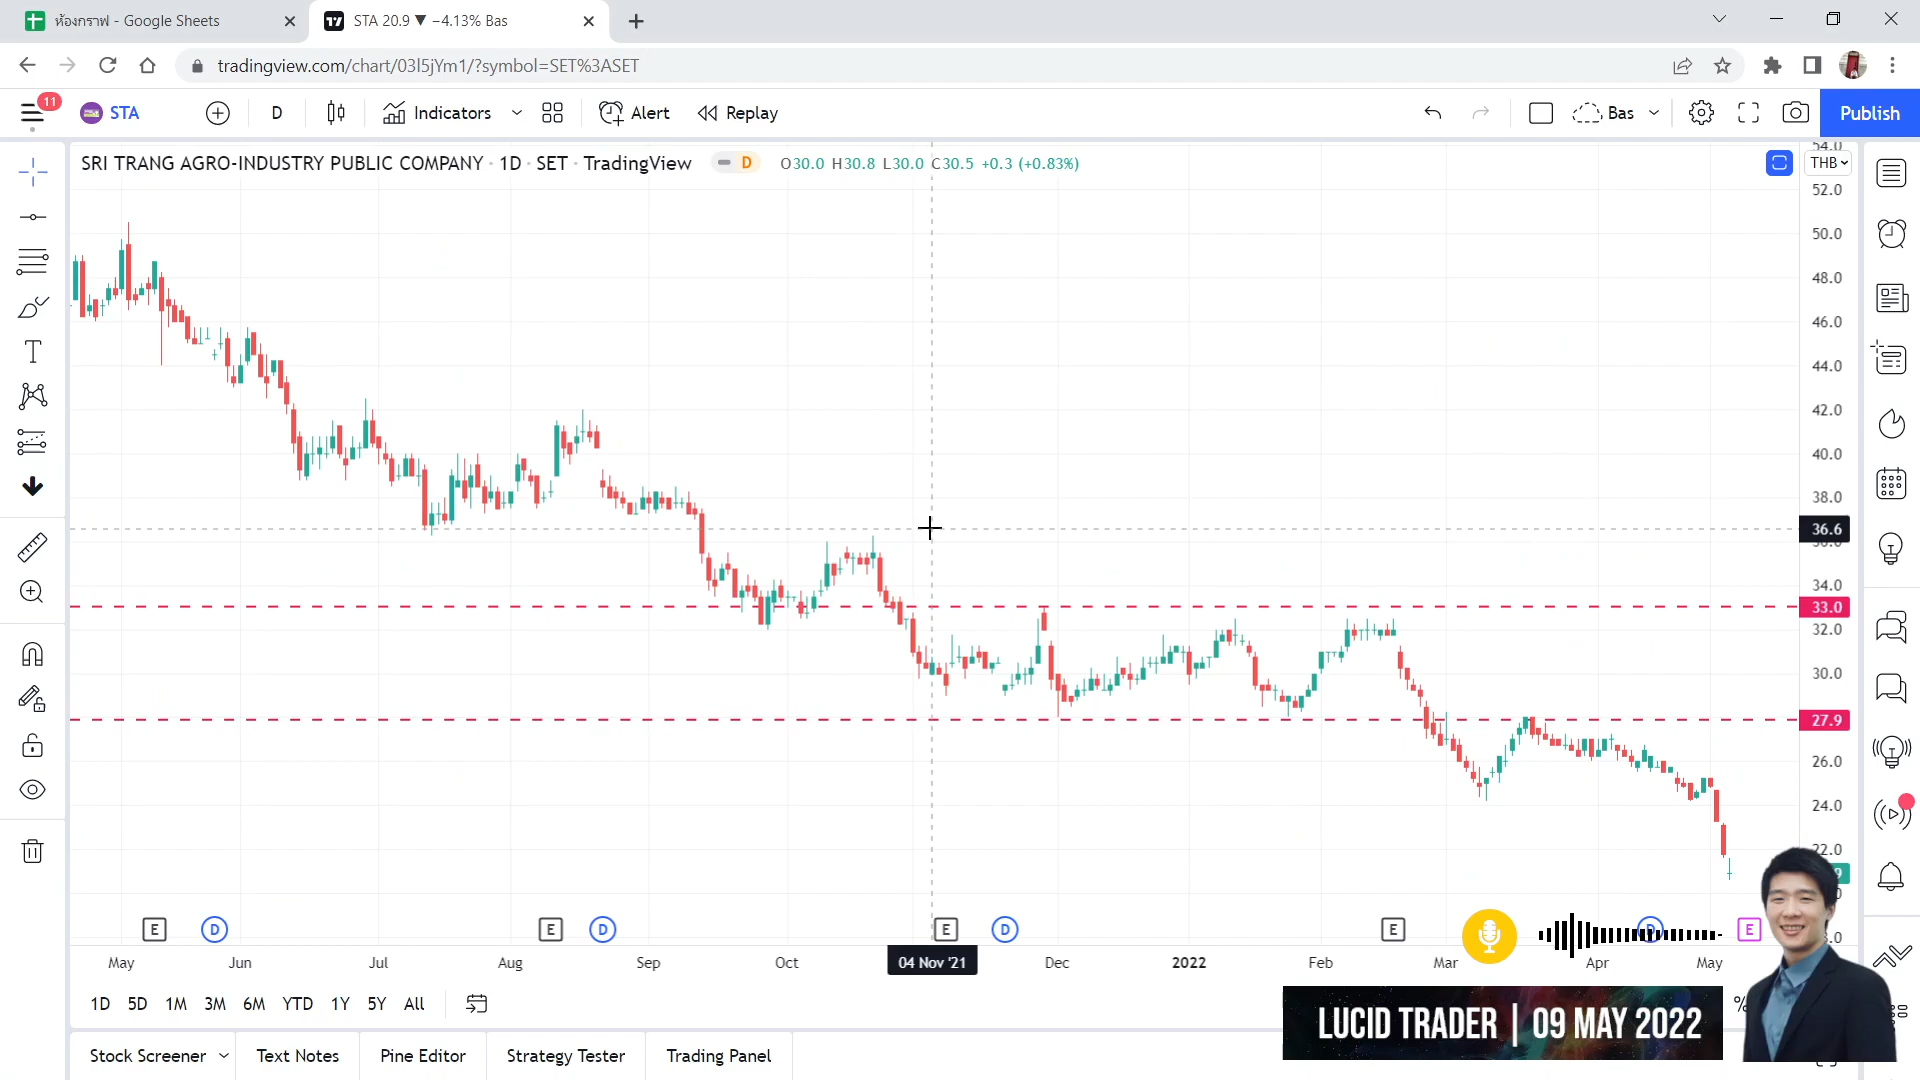 ห้องกราฟ - Google Sheets
STA 20.9 ▼ −4.13% Bas
tradingview.com/chart/03l5jYm1/?symbol=SET%3ASET
11
STA
D
Indicators
Alert
Replay
Bas
Publish
SRI TRANG AGRO-INDUSTRY PUBLIC COMPANY · 1D · SET · TradingView
D
O30.0 H30.8 L30.0 C30.5 +0.3 (+0.83%)
THB
54.0
52.0
50.0
48.0
46.0
44.0
42.0
40.0
38.0
36.6
36.0
34.0
33.0
32.0
30.0
27.9
26.0
24.0
22.0
E
D
E
D
E
D
E
D
E
May
Jun
Jul
Aug
Sep
Oct
04 Nov '21
Dec
2022
Feb
Mar
Apr
May
1D
5D
1M
3M
6M
YTD
1Y
5Y
All
%
LUCID TRADER | 09 MAY 2022
Stock Screener
Text Notes
Pine Editor
Strategy Tester
Trading Panel